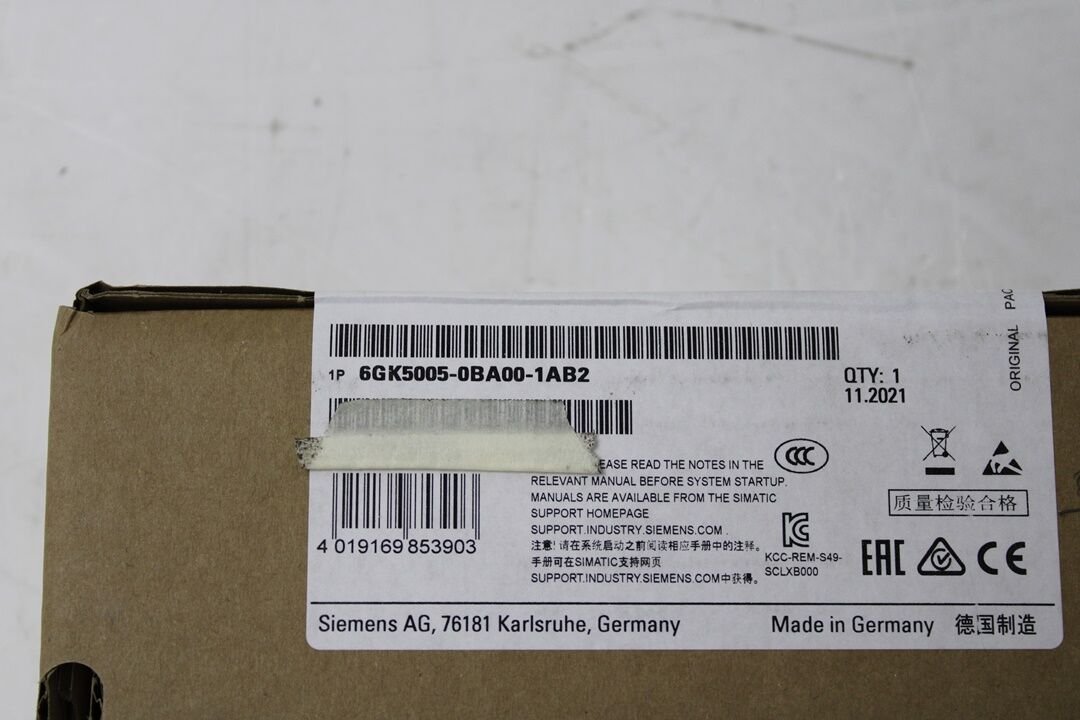 1P 6GK5005-0BA00-1AB2
QTY: 1
11.2021
ORIGINAL
EASE READ THE NOTES IN THE
RELEVANT MANUAL BEFORE SYSTEM STARTUP.
MANUALS ARE AVAILABLE FROM THE SIMATIC
SUPPORT HOMEPAGE
SUPPORT.INDUSTRY.SIEMENS.COM .
注意! 请在系统启动之前阅读相应手册中的注释。
手册可在SIMATIC支持网页
SUPPORT.INDUSTRY.SIEMENS.COM中获得。
4 019169 853903
CCC
质量检验合格
KCC-REM-S49-
SCLXB000
EAC
CE
Siemens AG, 76181 Karlsruhe, Germany
Made in Germany 德国制造